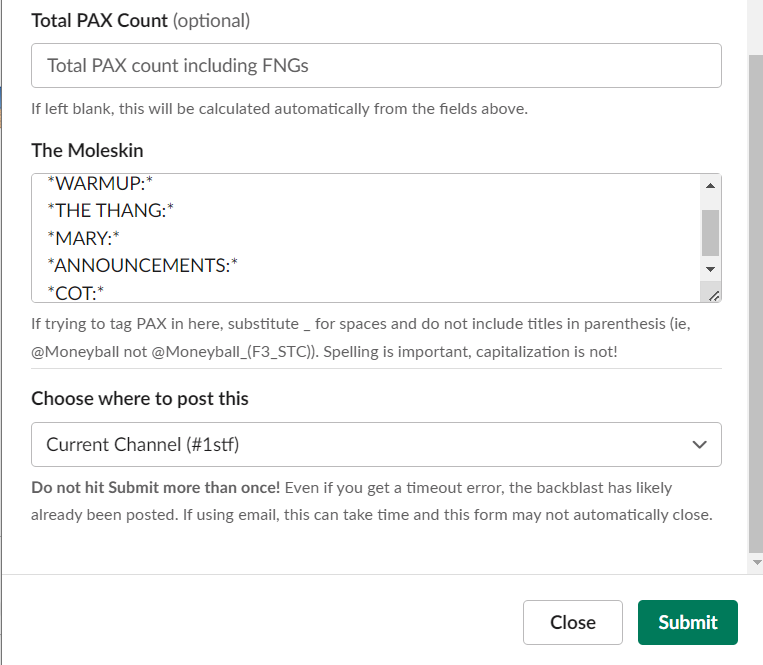 Total PAX Count (optional)
Total PAX count including FNGs
If left blank, this will be calculated automatically from the fields above.
The Moleskin
*WARMUP:*
*THE THANG:*
*MARY:*
*ANNOUNCEMENTS:*
*COT:*
If trying to tag PAX in here, substitute _ for spaces and do not include titles in parenthesis (ie,
@Moneyball not @Moneyball_(F3_STC)). Spelling is important, capitalization is not!
Choose where to post this
Current Channel (#1stf)
Do not hit Submit more than once! Even if you get a timeout error, the backblast has likely
already been posted. If using email, this can take time and this form may not automatically close.
Close
Submit